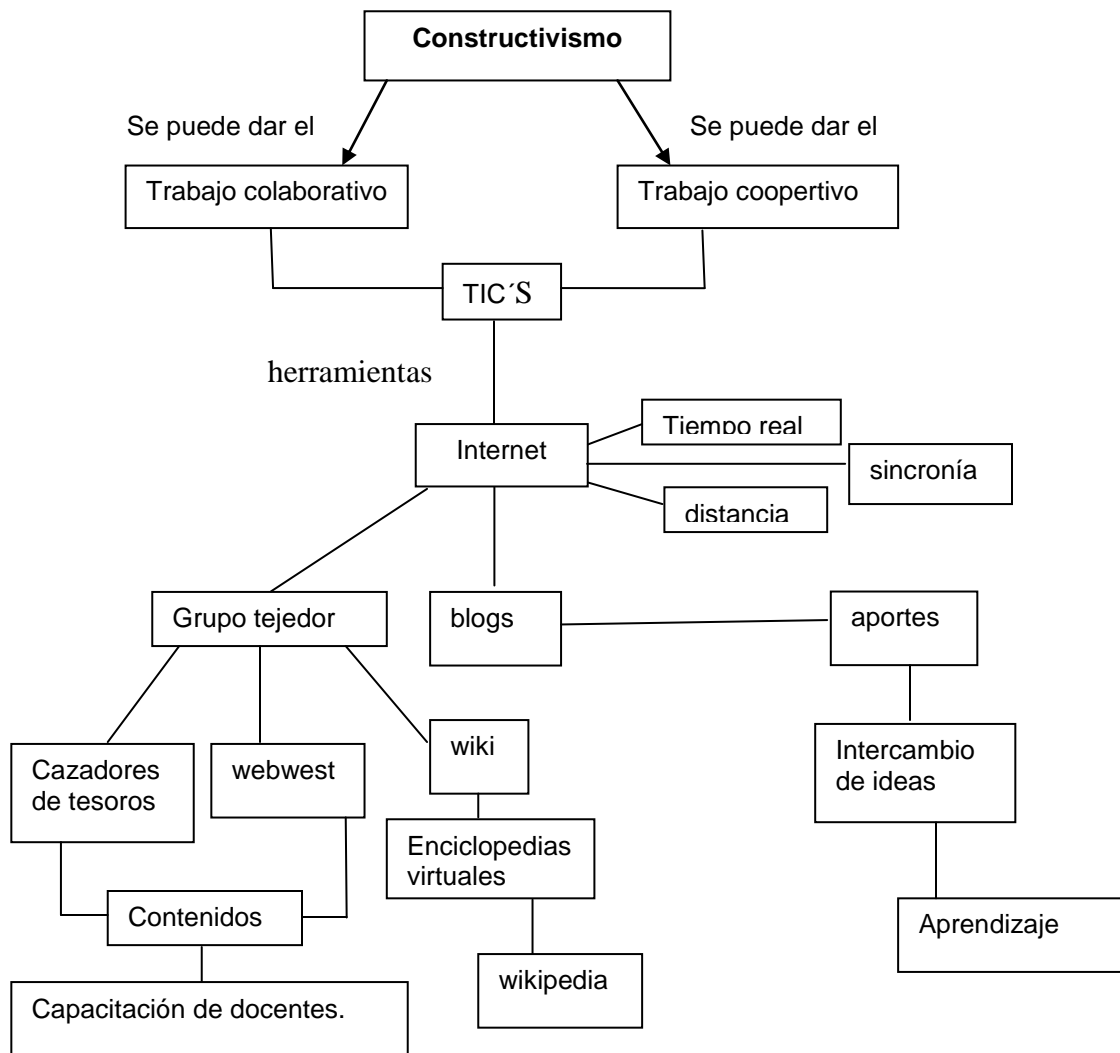 Constructivismo
Se puede dar el
Se puede dar el
Trabajo colaborativo
Trabajo coopertivo
TIC´S
herramientas
Tiempo real
Internet
sincronía
distancia
Grupo tejedor
blogs
aportes
Cazadores
de tesoros
webwest
wiki
Intercambio
de ideas
Enciclopedias
virtuales
Contenidos
Aprendizaje
wikipedia
Capacitación de docentes.